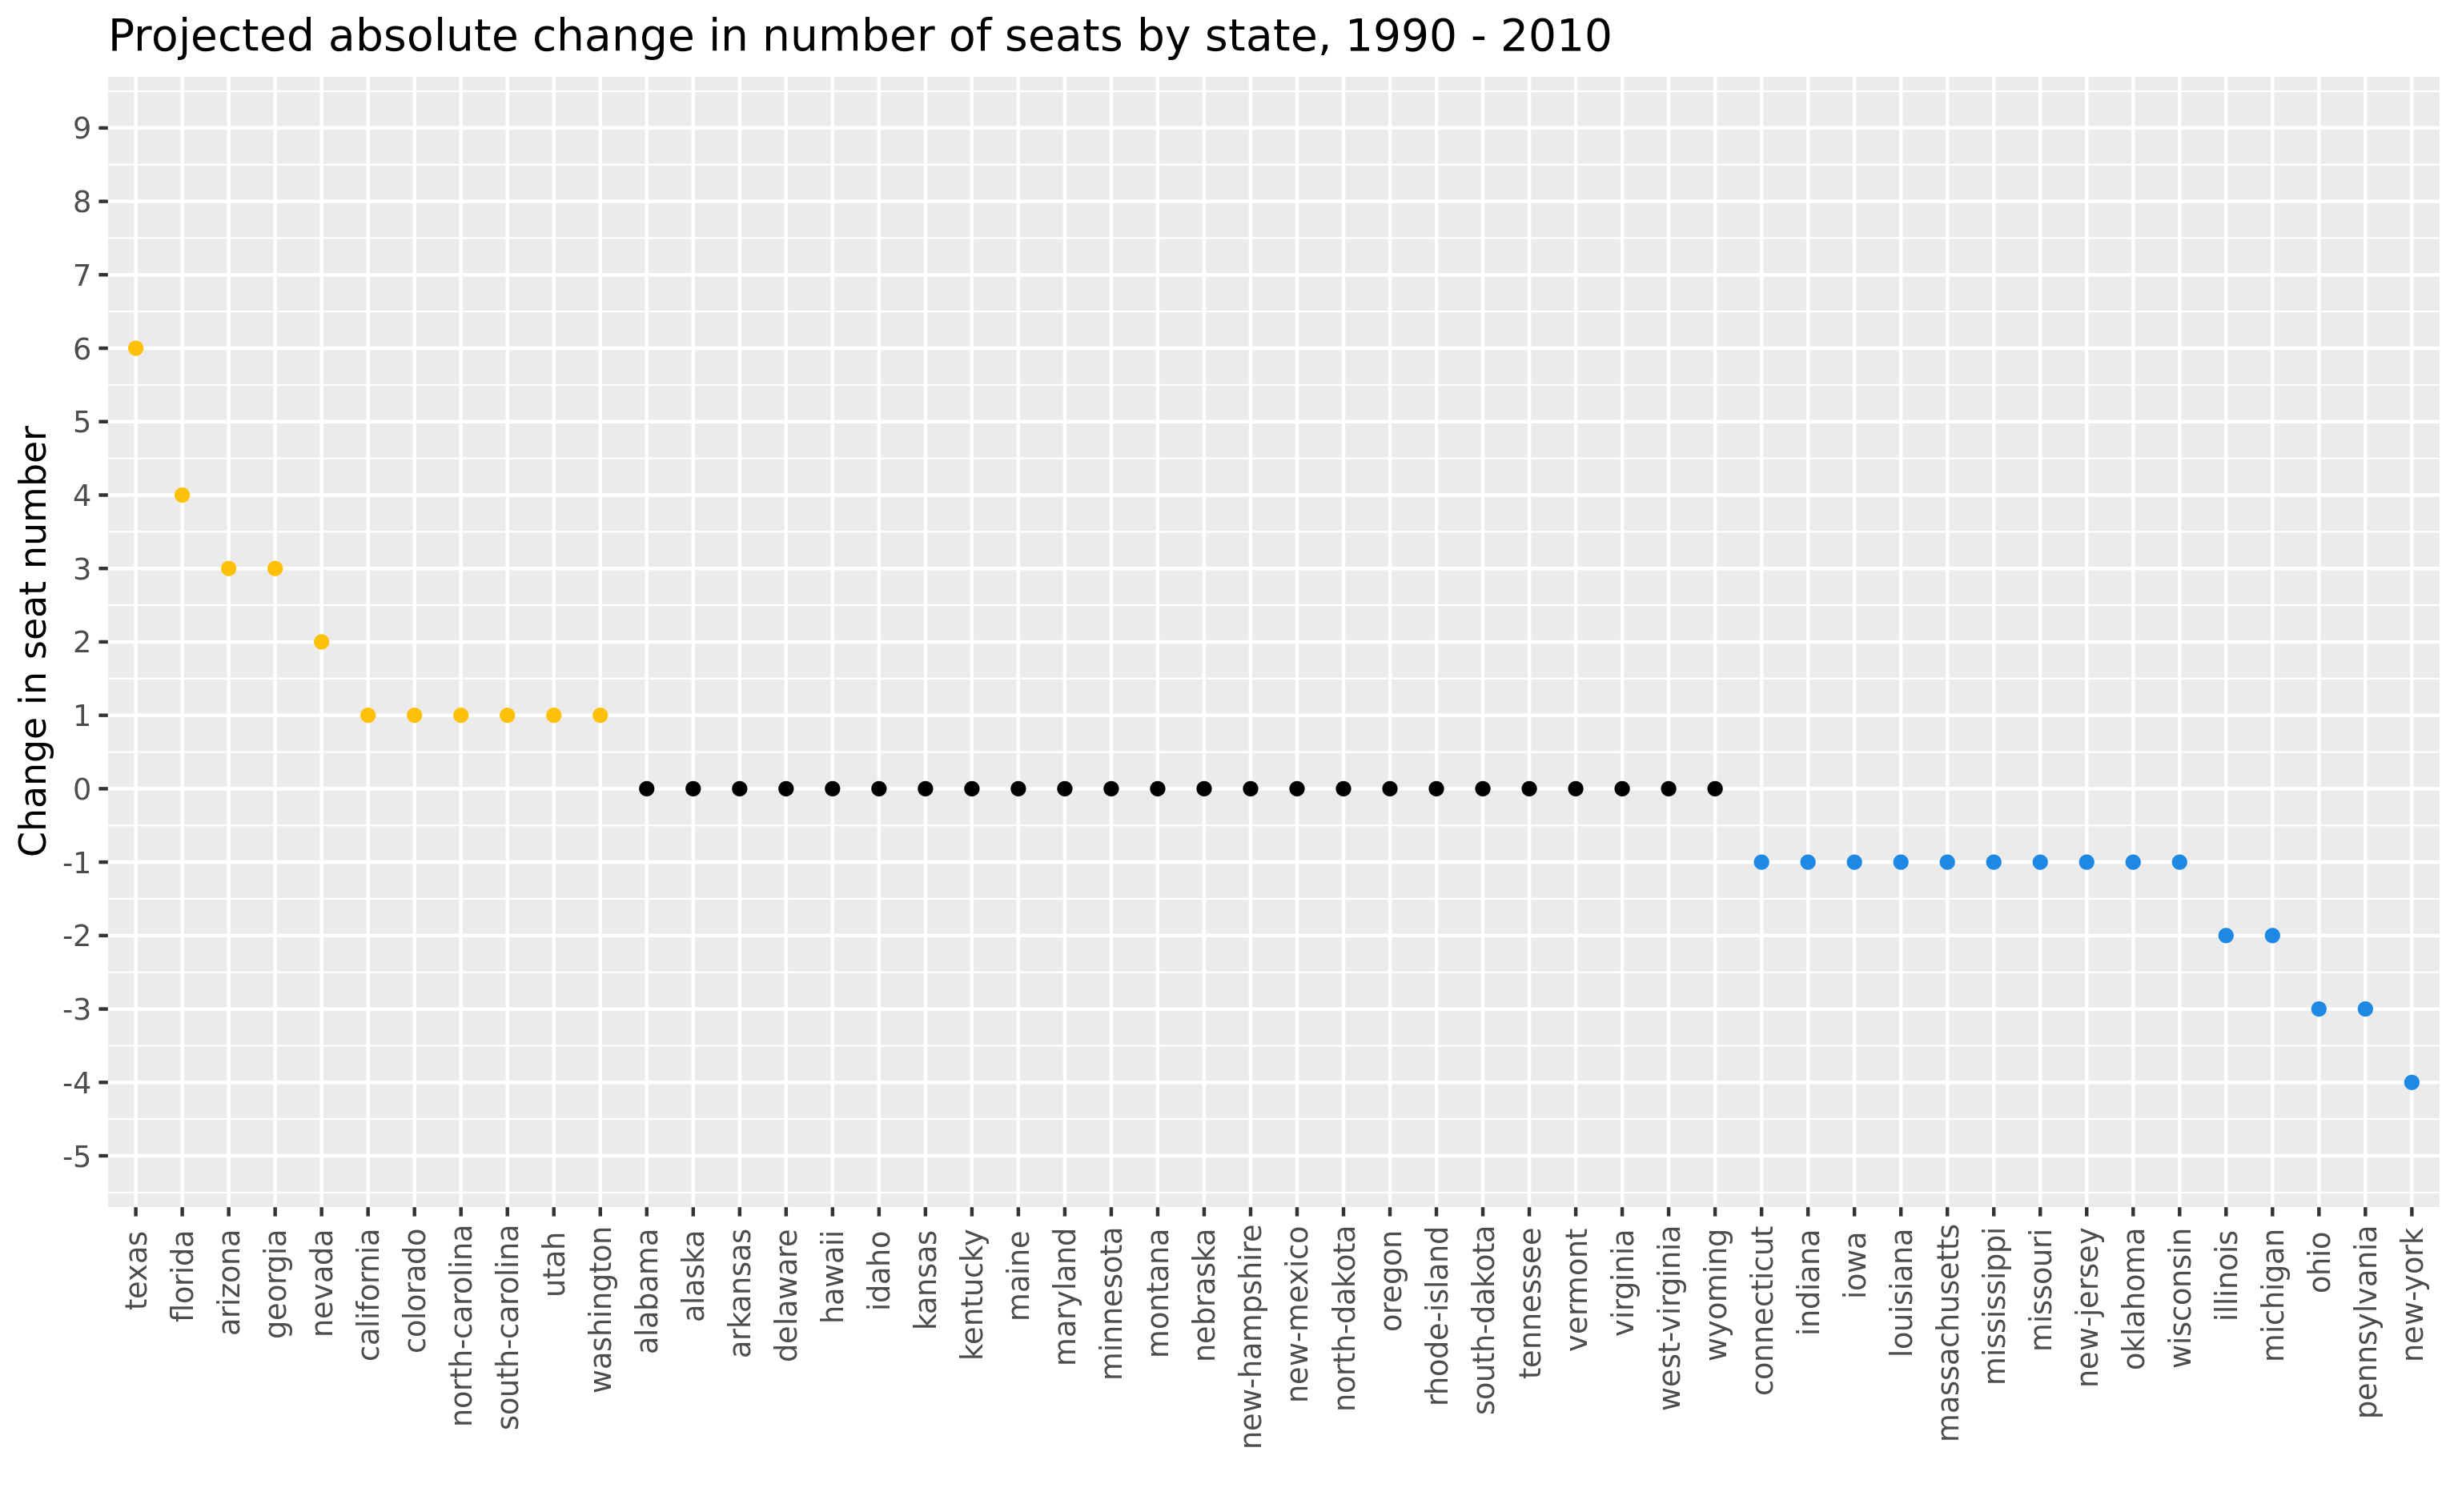 Projected absolute change in number of seats by state, 1990 - 2010
Change in seat number
9
8
7
6
5
4
3
2
1
0
-1
-2
-3
-4
-5
texas
florida
arizona
georgia
nevada
california
colorado
north-carolina
south-carolina
utah
washington
alabama
alaska
arkansas
delaware
hawaii
idaho
kansas
kentucky
maine
maryland
minnesota
montana
nebraska
new-hampshire
new-mexico
north-dakota
oregon
rhode-island
south-dakota
tennessee
vermont
virginia
west-virginia
wyoming
connecticut
indiana
iowa
louisiana
massachusetts
mississippi
missouri
new-jersey
oklahoma
wisconsin
illinois
michigan
ohio
pennsylvania
new-york